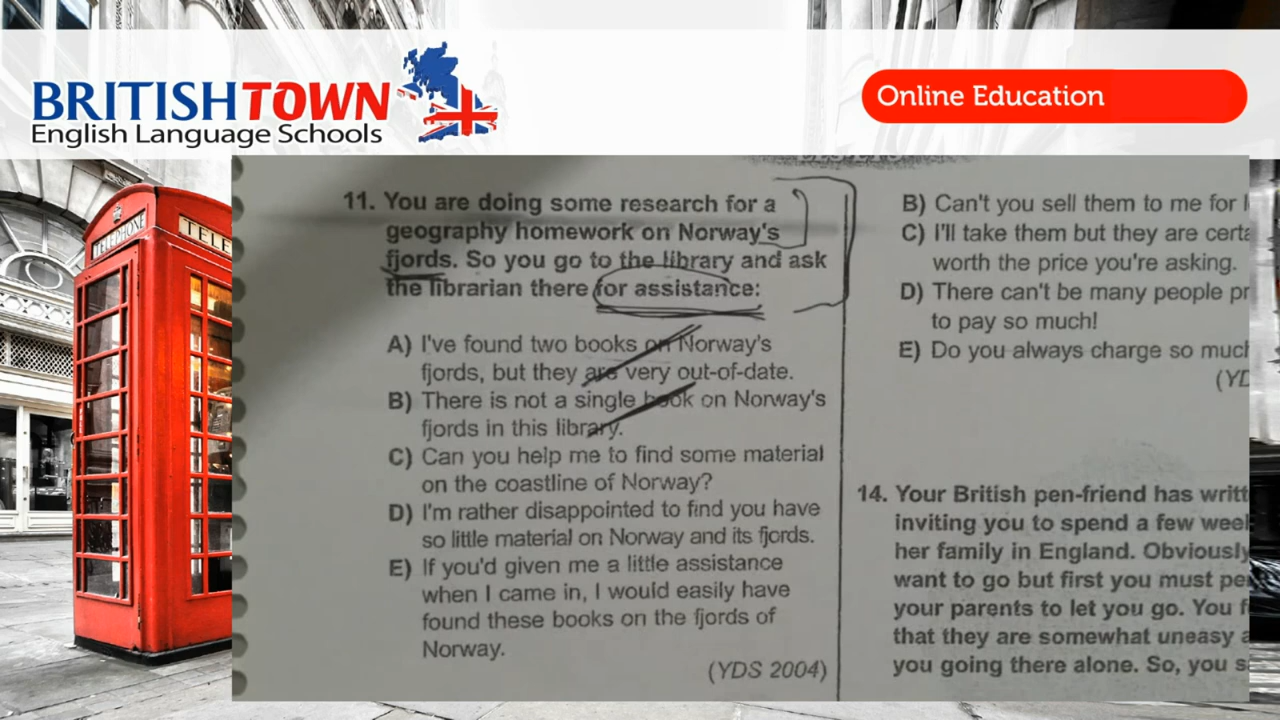 BRITISHTOWN
English Language Schools
Online Education
TELEPHONE
TELE
11. You are doing some research for a
geography homework on Norway's
fjords. So you go to the library and ask
the librarian there for assistance:
A) I've found two books on Norway's
fjords, but they are very out-of-date.
B) There is not a single book on Norway's
fjords in this library.
C) Can you help me to find some material
on the coastline of Norway?
D) I'm rather disappointed to find you have
so little material on Norway and its fjords.
E) If you'd given me a little assistance
when I came in, I would easily have
found these books on the fjords of
Norway.
(YDS 2004)
B) Can't you sell them to me for l
C) I'll take them but they are certa
worth the price you're asking.
D) There can't be many people pr
to pay so much!
E) Do you always charge so much
(YD
14. Your British pen-friend has writt
inviting you to spend a few week
her family in England. Obviously
want to go but first you must per
your parents to let you go. You f
that they are somewhat uneasy a
you going there alone. So, you s